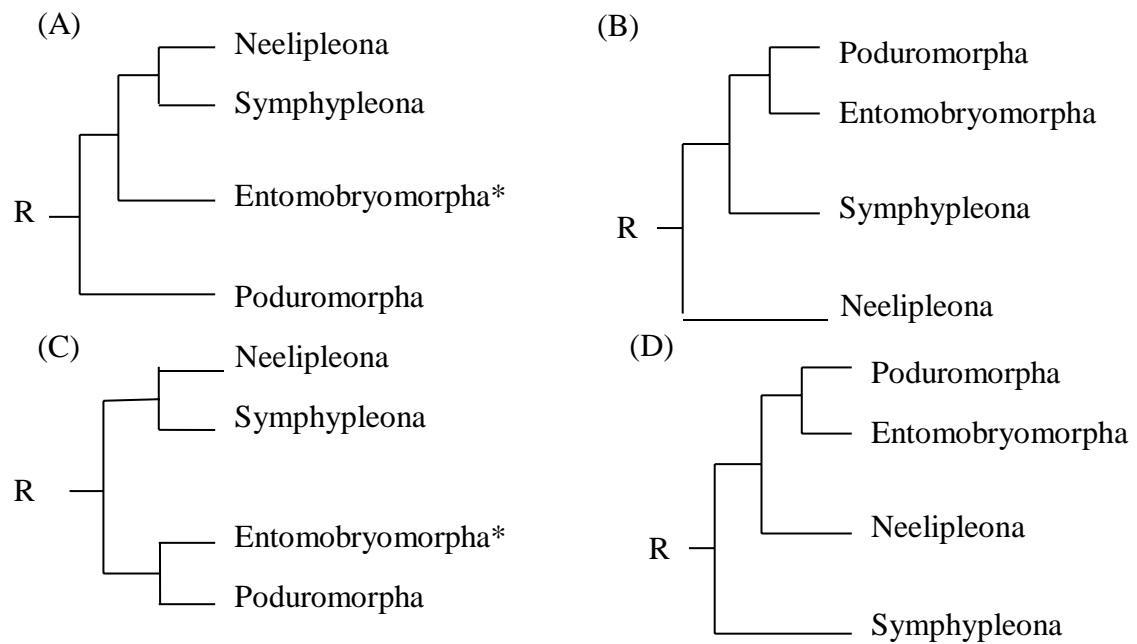 (A)
Neelipleona
Symphypleona
Entomobryomorpha*
R
Poduromorpha
(B)
Poduromorpha
Entomobryomorpha
Symphypleona
R
Neelipleona
(C)
Neelipleona
Symphypleona
R
Entomobryomorpha*
Poduromorpha
(D)
Poduromorpha
Entomobryomorpha
Neelipleona
R
Symphypleona